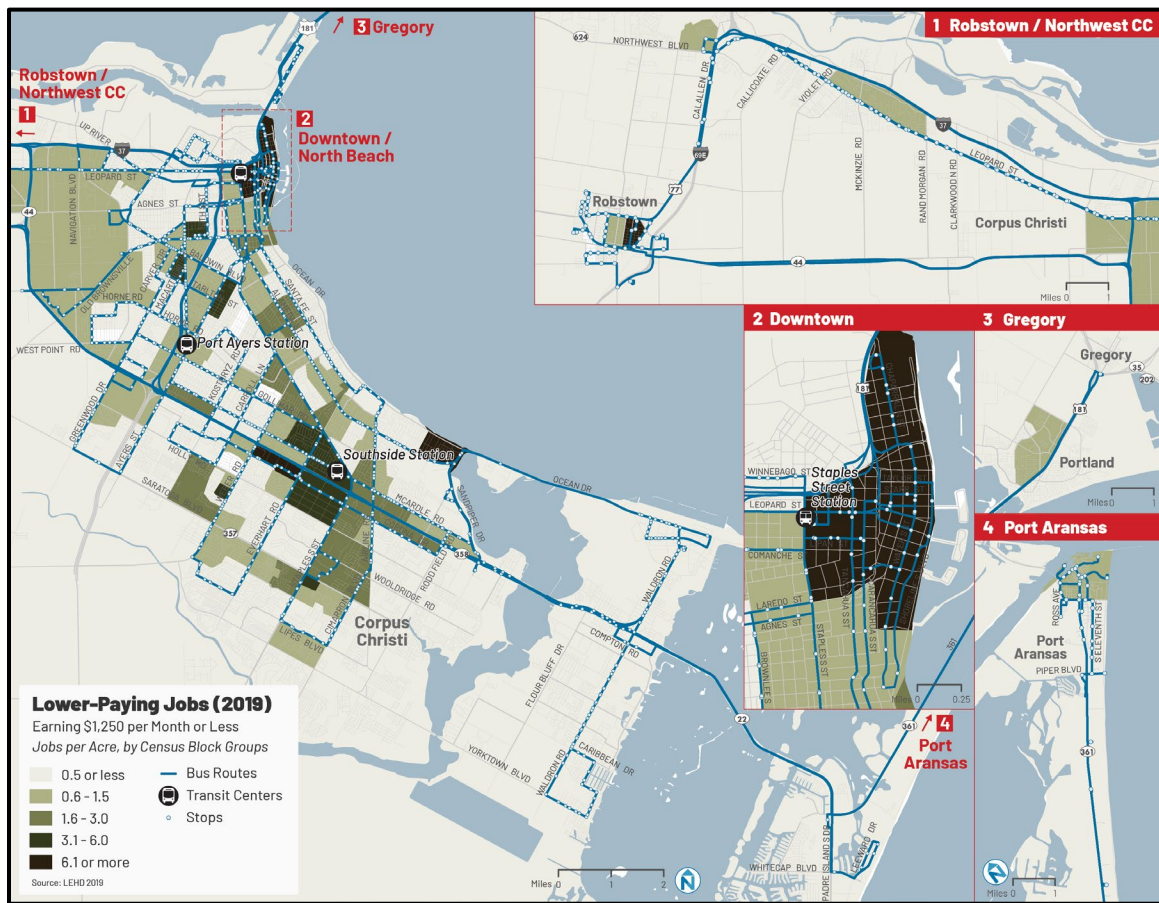 181
3 Gregory
Robstown /
Northwest CC
1
2
Downtown /
North Beach
UP RIVER
37
LEOPARD ST
AGNES ST
44
NAVIGATION BLVD
OLD BROWNSVILLE
BALDWIN BLVD
OCEAN DR
SANTA FE ST
HORNE RD
WEST POINT RD
Port Ayers Station
KOSTORYZ RD
CARROLL LN
GREENWOOD DR
AYERS ST
Southside Station
SARATOGA
357
EVERHART RD
MCARDLE RD
SANDPIPER DR
OCEAN DR
358
RODD FIELD RD
WOOLDRIDGE RD
CIMARRON
LIPES BLVD
Corpus
Christi
WALDRON RD
COMPTON RD
FLOUR BLUFF DR
22
YORKTOWN BLVD
WALDRON RD
CARIBBEAN DR
361
361
4
Port
Aransas
WHITECAP BLVD
PADRE ISLAND S DR
LEEWARD DR
Miles 0 1 2
N
Lower-Paying Jobs (2019)
Earning $1,250 per Month or Less
Jobs per Acre, by Census Block Groups
0.5 or less
0.6 - 1.5
1.6 - 3.0
3.1 - 6.0
6.1 or more
Bus Routes
Transit Centers
Stops
Source: LEHD 2019
1 Robstown / Northwest CC
624
NORTHWEST BLVD
CALALLEN DR
CALLICOATE RD
VIOLET RD
37
69E
77
MCKINZIE RD
LEOPARD ST
RAND MORGAN RD
CLARKWOOD N RD
Robstown
Corpus Christi
44
Miles 0 1
2 Downtown
181
WINNEBAGO ST
Staples
Street
Station
LEOPARD ST
COMANCHE S
LAREDO ST
AGNES ST
BROWNLEE S
STAPLES S ST
Miles 0 0.25
3 Gregory
Gregory
35
202
181
Portland
Miles 0 1
4 Port Aransas
ROSS AVE
S ELEVENTH ST
Port
Aransas
PIPER BLVD
361
Miles 0 1